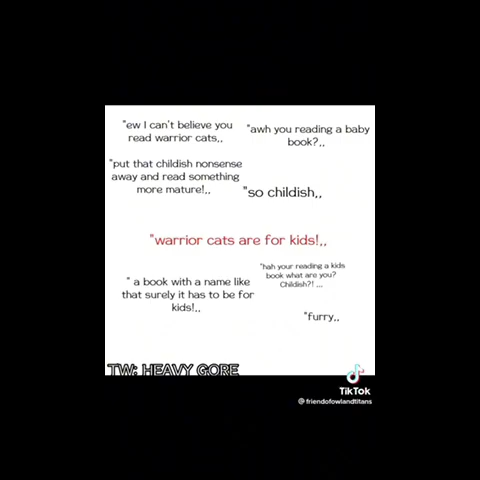 "ew I can't believe you
read warrior cats,,
"awh you reading a baby
book?,,
"put that childish nonsense
away and read something
more mature!,,
"so childish,,
"warrior cats are for kids!,,
"hah your reading a kids
book what are you?
Childish?! ,,,
" a book with a name like
that surely it has to be for
kids!,,
"furry,,
TW: HEAVY GORE
TikTok
@friendofowlandtitans